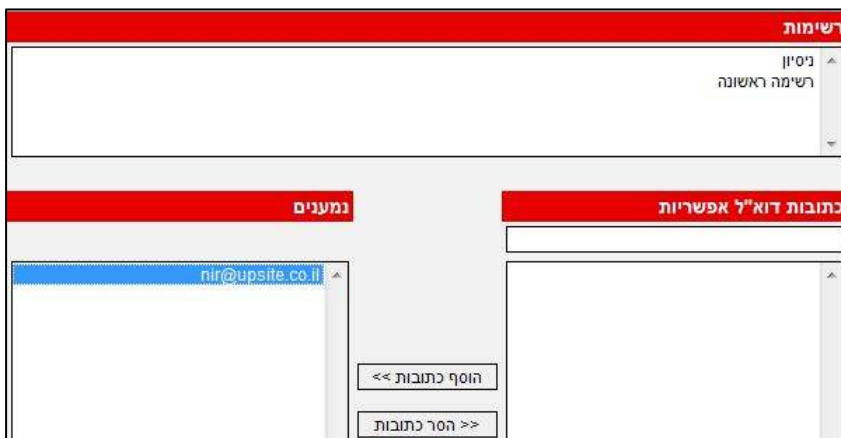 רשימות
ניסיון
רשימה ראשונה
כתובות דוא"ל אפשריות
נמענים
nir@upsite.co.il
הוסף כתובות >>
<< הסר כתובות